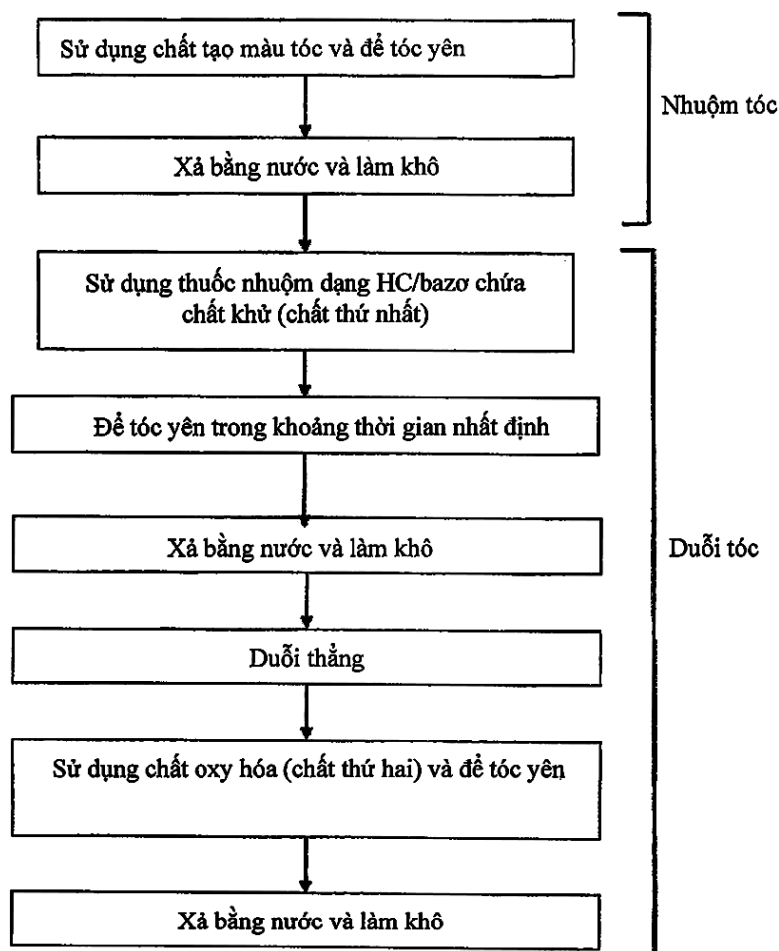 Sử dụng chất tạo màu tóc và để tóc yên
Nhuộm tóc
Xả bằng nước và làm khô
Sử dụng thuốc nhuộm dạng HC/bazơ chứa
chất khử (chất thứ nhất)
Để tóc yên trong khoảng thời gian nhất định
Xả bằng nước và làm khô
Duỗi tóc
Duỗi thẳng
Sử dụng chất oxy hóa (chất thứ hai) và để tóc yên
Xả bằng nước và làm khô